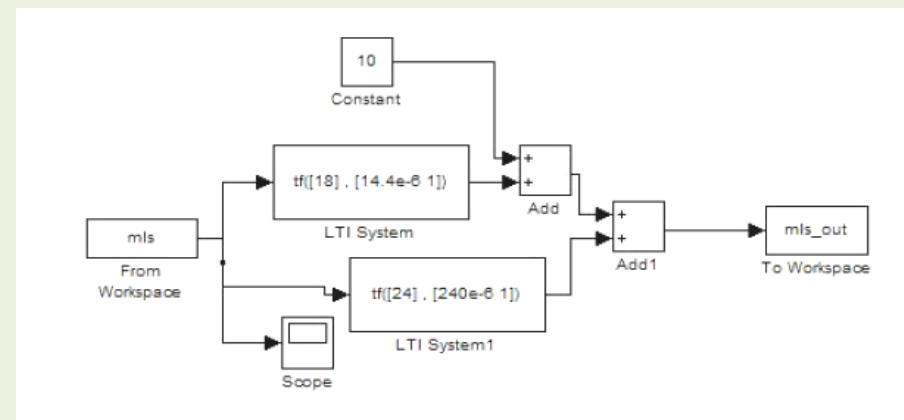 10
Constant
+
+
Add
tf([18] , [14.4e-6 1])
LTI System
+
+
Add1
mls
From
Workspace
mls_out
To Workspace
tf([24] , [240e-6 1])
LTI System1
Scope